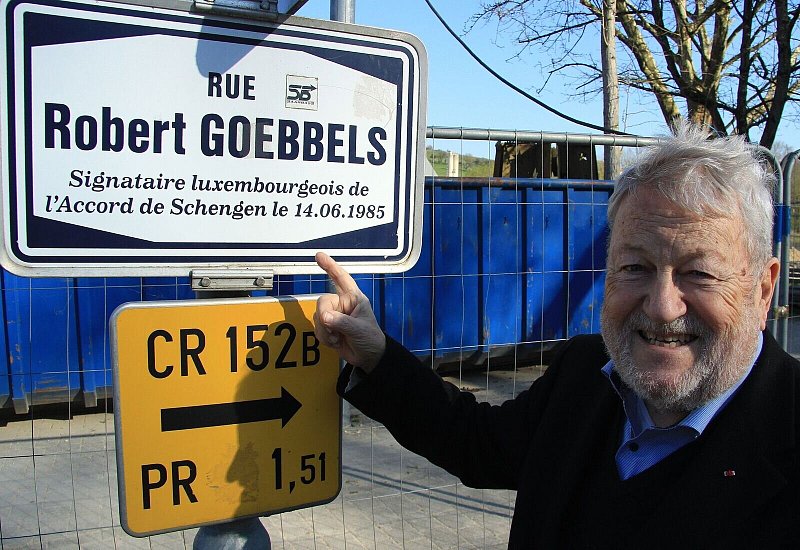 RUE
Robert GOEBBELS
Signataire luxembourgeois de
l'Accord de Schengen le 14.06.1985
CR 152B
PR 1,51